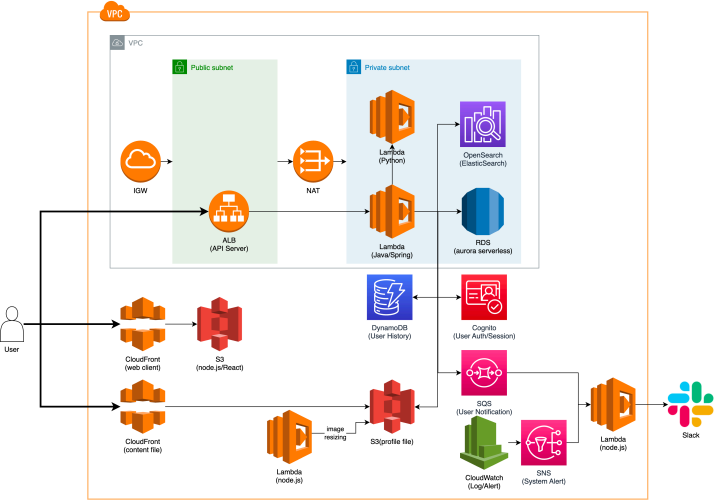 VPC
VPC
Public subnet
Private subnet
Lambda
(Python)
OpenSearch
(ElasticSearch)
IGW
NAT
ALB
(API Server)
Lambda
(Java/Spring)
RDS
(aurora serverless)
DynamoDB
(User History)
Cognito
(User Auth/Session)
User
CloudFront
(web client)
S3
(node.js/React)
SQS
(User Notification)
CloudFront
(content file)
image
resizing
S3(profile file)
Lambda
(node.js)
CloudWatch
(Log/Alert)
SNS
(System Alert)
Lambda
(node.js)
Slack